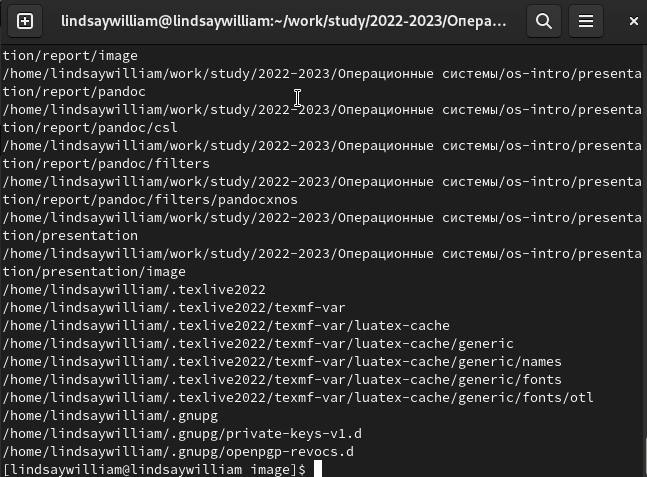 lindsaywilliam@lindsaywilliam:~/work/study/2022-2023/Опера...
tion/report/image
/home/lindsaywilliam/work/study/2022-2023/Операционные системы/os-intro/presenta
tion/report/pandoc
/home/lindsaywilliam/work/study/2022-2023/Операционные системы/os-intro/presenta
tion/report/pandoc/csl
/home/lindsaywilliam/work/study/2022-2023/Операционные системы/os-intro/presenta
tion/report/pandoc/filters
/home/lindsaywilliam/work/study/2022-2023/Операционные системы/os-intro/presenta
tion/report/pandoc/filters/pandocxnos
/home/lindsaywilliam/work/study/2022-2023/Операционные системы/os-intro/presenta
tion/presentation
/home/lindsaywilliam/work/study/2022-2023/Операционные системы/os-intro/presenta
tion/presentation/image
/home/lindsaywilliam/.texlive2022
/home/lindsaywilliam/.texlive2022/texmf-var
/home/lindsaywilliam/.texlive2022/texmf-var/luatex-cache
/home/lindsaywilliam/.texlive2022/texmf-var/luatex-cache/generic
/home/lindsaywilliam/.texlive2022/texmf-var/luatex-cache/generic/names
/home/lindsaywilliam/.texlive2022/texmf-var/luatex-cache/generic/fonts
/home/lindsaywilliam/.texlive2022/texmf-var/luatex-cache/generic/fonts/otl
/home/lindsaywilliam/.gnupg
/home/lindsaywilliam/.gnupg/private-keys-v1.d
/home/lindsaywilliam/.gnupg/openpgp-revocs.d
[lindsaywilliam@lindsaywilliam image]$